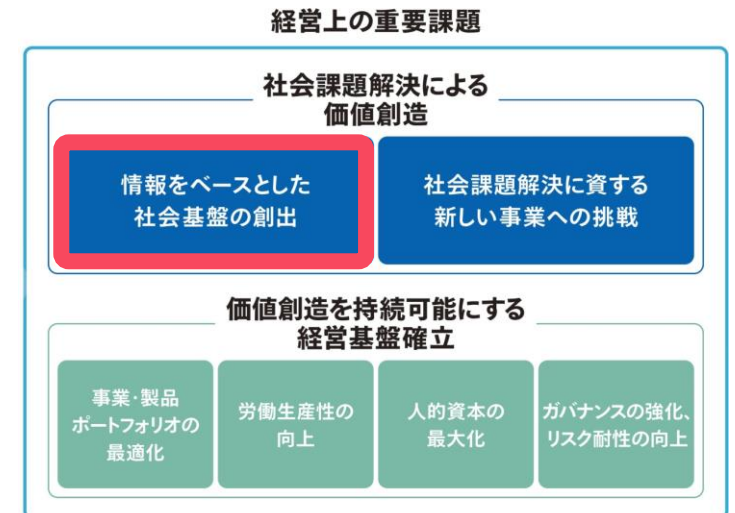 経営上の重要課題
社会課題解決による
価値創造
情報をベースとした
社会基盤の創出
社会課題解決に資する
新しい事業への挑戦
価値創造を持続可能にする
経営基盤確立
事業・製品
ポートフォリオの
最適化
労働生産性の
向上
人的資本の
最大化
ガバナンスの強化、
リスク耐性の向上